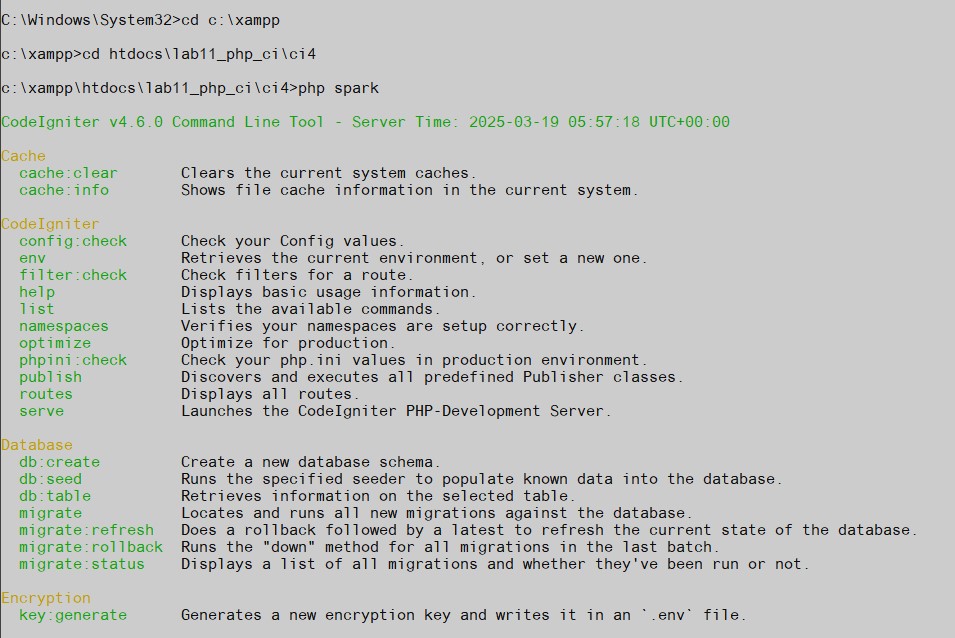 C:\Windows\System32>cd c:\xampp
c:\xampp>cd htdocs\lab11_php_ci\ci4
c:\xampp\htdocs\lab11_php_ci\ci4>php spark
CodeIgniter v4.6.0 Command Line Tool - Server Time: 2025-03-19 05:57:18 UTC+00:00
Cache
cache:clear Clears the current system caches.
cache:info Shows file cache information in the current system.
CodeIgniter
config:check Check your Config values.
env Retrieves the current environment, or set a new one.
filter:check Check filters for a route.
help Displays basic usage information.
list Lists the available commands.
namespaces Verifies your namespaces are setup correctly.
optimize Optimize for production.
phpini:check Check your php.ini values in production environment.
publish Discovers and executes all predefined Publisher classes.
routes Displays all routes.
serve Launches the CodeIgniter PHP-Development Server.
Database
db:create Create a new database schema.
db:seed Runs the specified seeder to populate known data into the database.
db:table Retrieves information on the selected table.
migrate Locates and runs all new migrations against the database.
migrate:refresh Does a rollback followed by a latest to refresh the current state of the database.
migrate:rollback Runs the "down" method for all migrations in the last batch.
migrate:status Displays a list of all migrations and whether they've been run or not.
Encryption
key:generate Generates a new encryption key and writes it in an `.env` file.